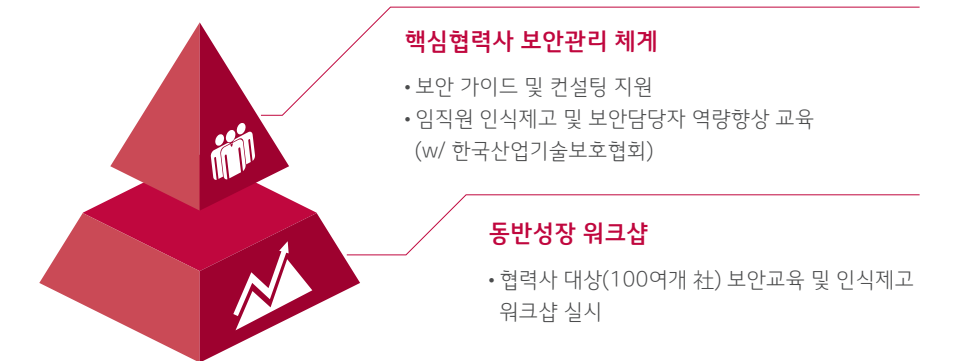 핵심협력사 보안관리 체계
• 보안 가이드 및 컨설팅 지원
• 임직원 인식제고 및 보안담당자 역량향상 교육
(w/ 한국산업기술보호협회)
동반성장 워크샵
• 협력사 대상(100여개 社) 보안교육 및 인식제고
워크샵 실시